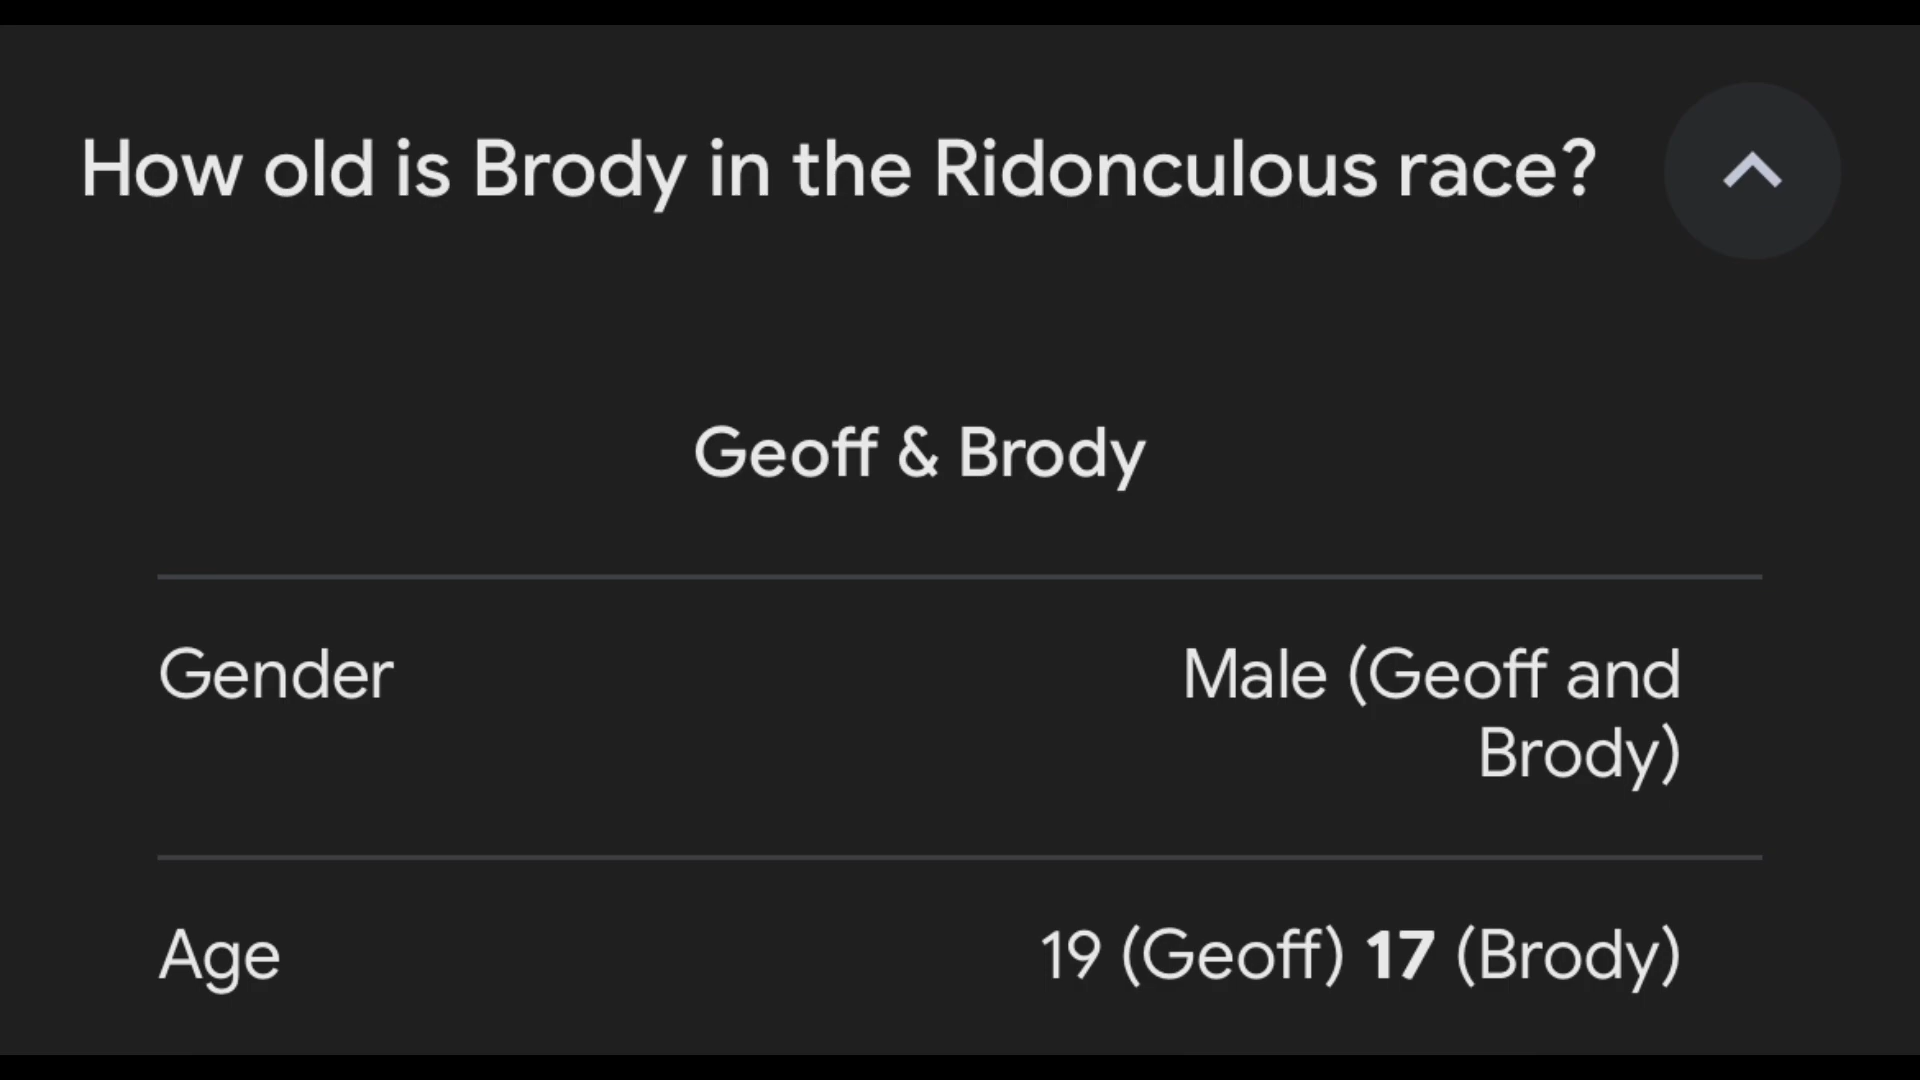 How old is Brody in the Ridonculous race?
Geoff & Brody
Gender
Male (Geoff and
Brody)
Age
19 (Geoff) 17 (Brody)